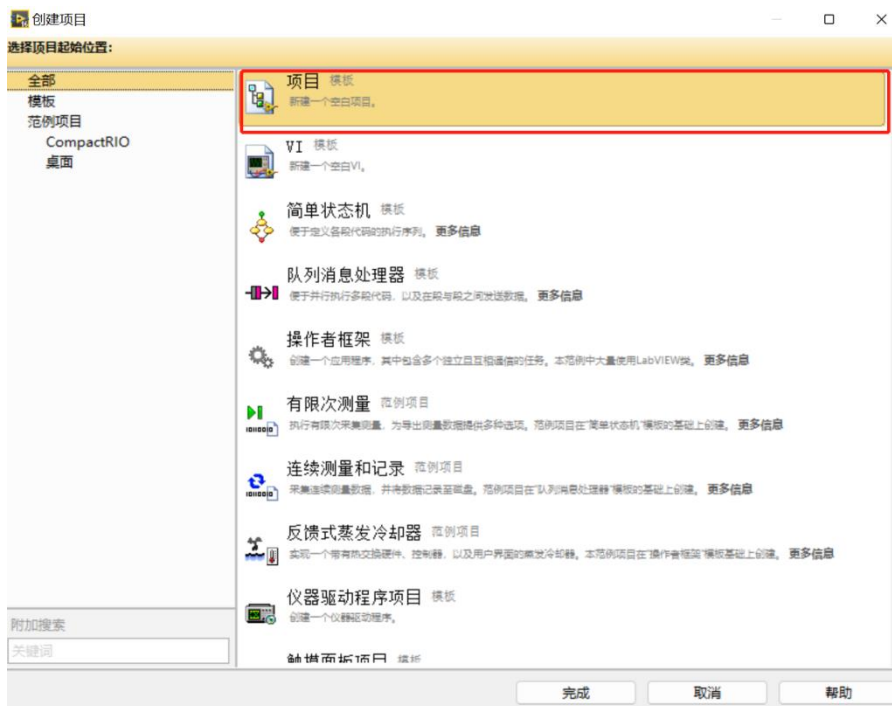 创建项目
选择项目起始位置：
全部
模板
范例项目
CompactRIO
桌面
附加搜索
关键词
项目 模板
新建一个空白项目。
VI 模板
新建一个空白VI。
简单状态机 模板
便于定义各段代码的执行序列。 更多信息
队列消息处理器 模板
便于并行执行多段代码，以及在段与段之间发送数据。 更多信息
操作者框架 模板
创建一个应用程序，其中包含多个独立且互相通信的任务。本范例中大量使用LabVIEW类。 更多信息
有限次测量 范例项目
执行有限次采集测量，为导出测量数据提供多种选项。范例项目在“简单状态机”模板的基础上创建。 更多信息
连续测量和记录 范例项目
采集连续测量数据，并将数据记录至磁盘。范例项目在“队列消息处理器”模板的基础上创建。 更多信息
反馈式蒸发冷却器 范例项目
实现一个带有热交换硬件、控制器，以及用户界面的蒸发冷却器。本范例项目在“操作者框架”模板基础上创建。 更多信息
仪器驱动程序项目 模板
创建一个仪器驱动程序。
触摸面板项目 模板
完成 取消 帮助